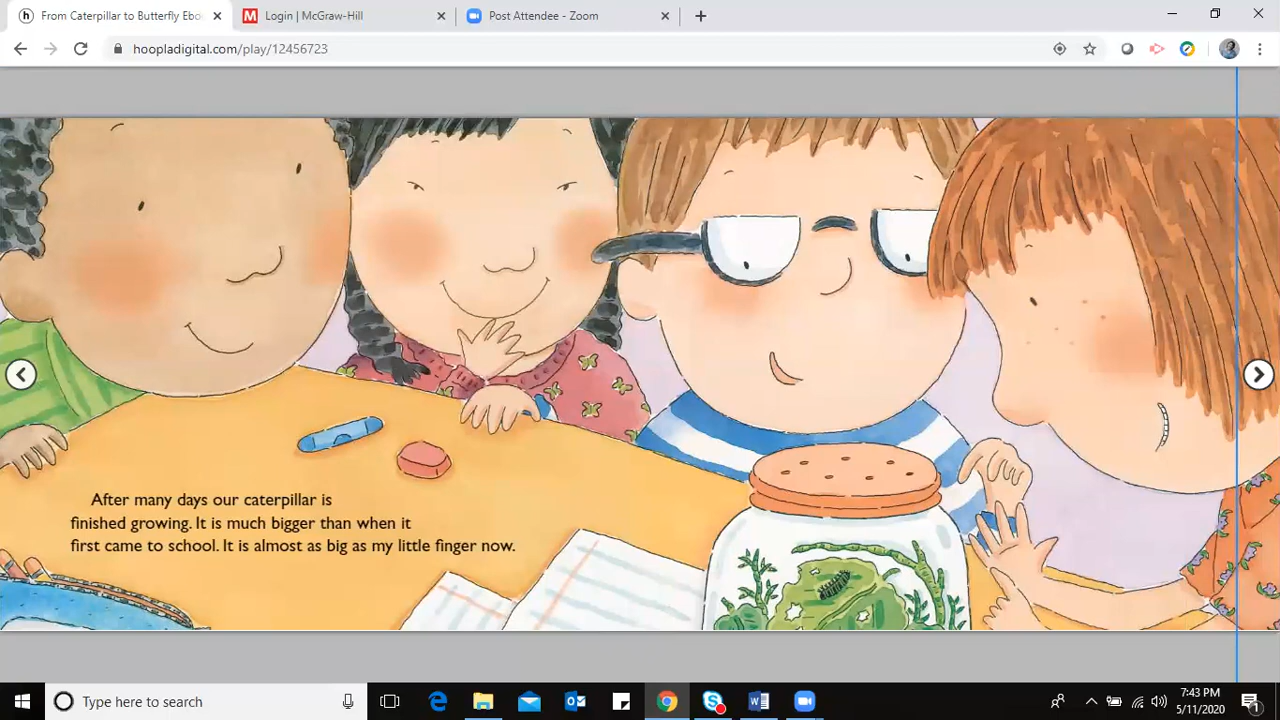 From Caterpillar to Butterfly Ebo
Login | McGraw-Hill
Post Attendee - Zoom
hoopladigital.com/play/12456723
After many days our caterpillar is
finished growing. It is much bigger than when it
first came to school. It is almost as big as my little finger now.
Type here to search
7:43 PM
5/11/2020